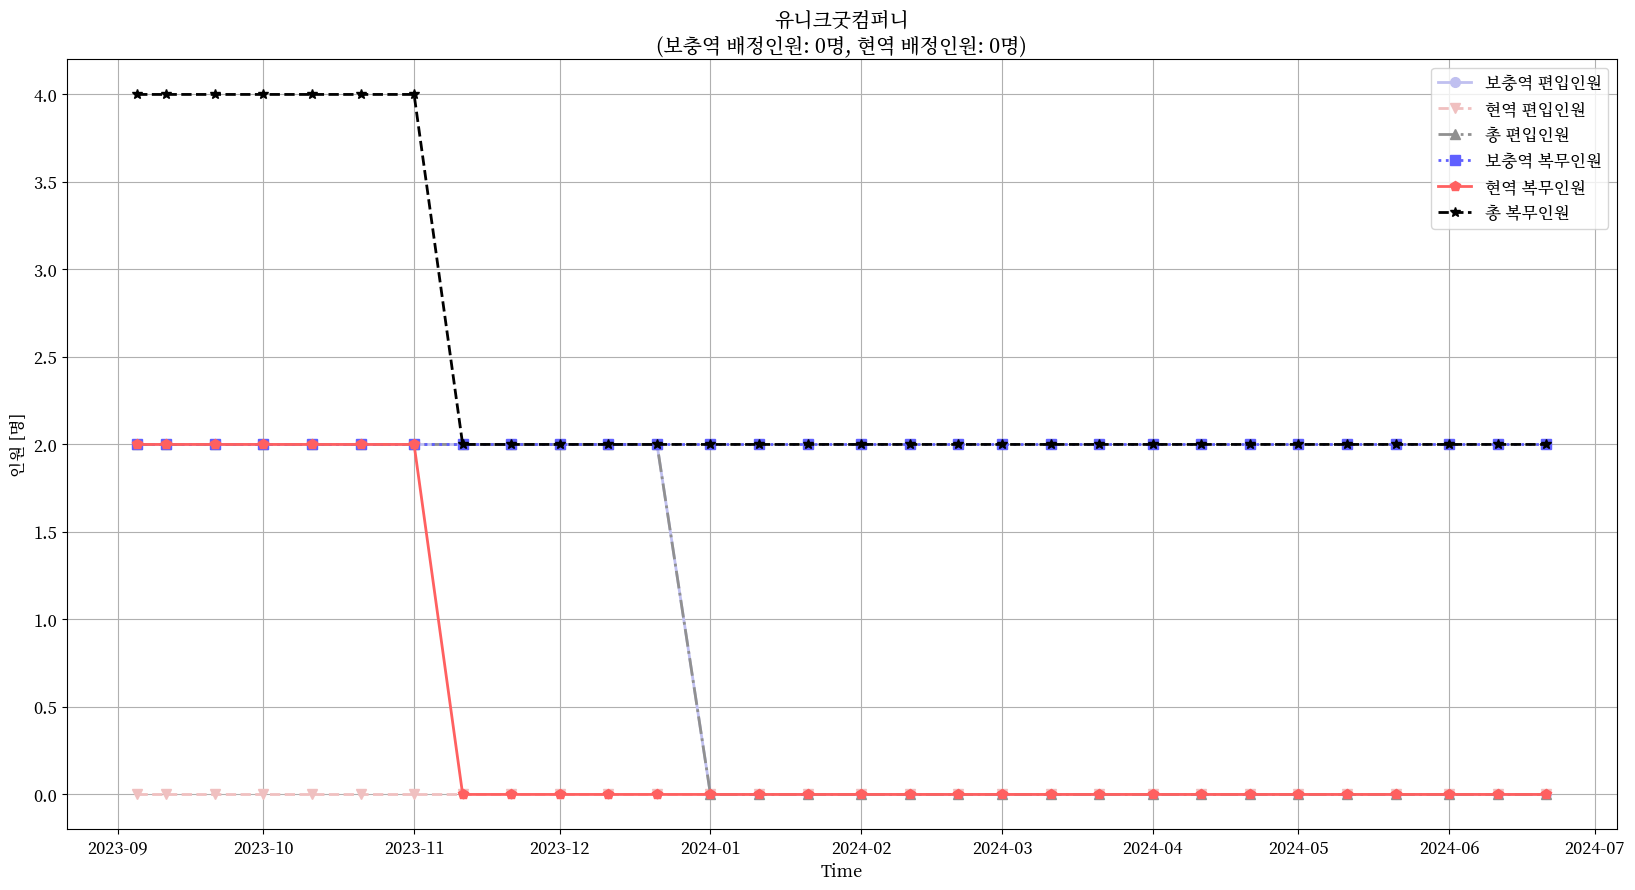 유니크굿컴퍼니
(보충역 배정인원: 0명, 현역 배정인원: 0명)
보충역 편입인원
현역 편입인원
총 편입인원
보충역 복무인원
현역 복무인원
총 복무인원
4.0
3.5
3.0
2.5
2.0
1.5
1.0
0.5
0.0
인원 [명]
2023-09
2023-10
2023-11
2023-12
2024-01
2024-02
2024-03
2024-04
2024-05
2024-06
2024-07
Time